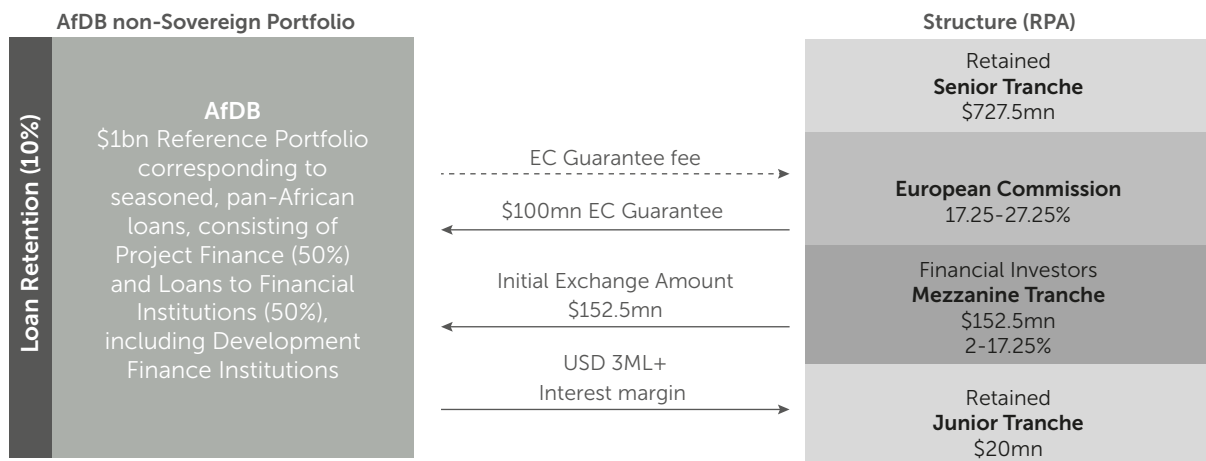 AfDB non-Sovereign Portfolio
Loan Retention (10%)
AfDB
$1bn Reference Portfolio
corresponding to
seasoned, pan-African
loans, consisting of
Project Finance (50%)
and Loans to Financial
Institutions (50%),
including Development
Finance Institutions
EC Guarantee fee
$100mn EC Guarantee
Initial Exchange Amount
$152.5mn
USD 3ML+
Interest margin
Structure (RPA)
Retained
Senior Tranche
$727.5mn
European Commission
17.25-27.25%
Financial Investors
Mezzanine Tranche
$152.5mn
2-17.25%
Retained
Junior Tranche
$20mn